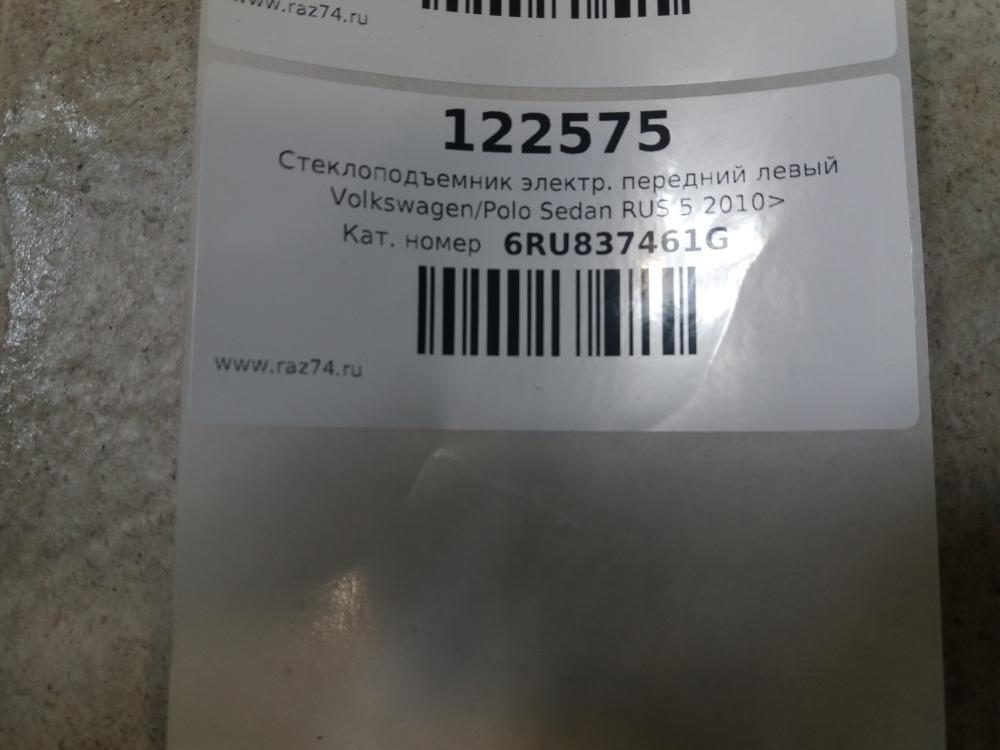 www.raz74.ru
122575
Стеклоподъемник электр. передний левый
Volkswagen/Polo Sedan RUS 5 2010>
Кат. номер 6RU837461G
www.raz74.ru